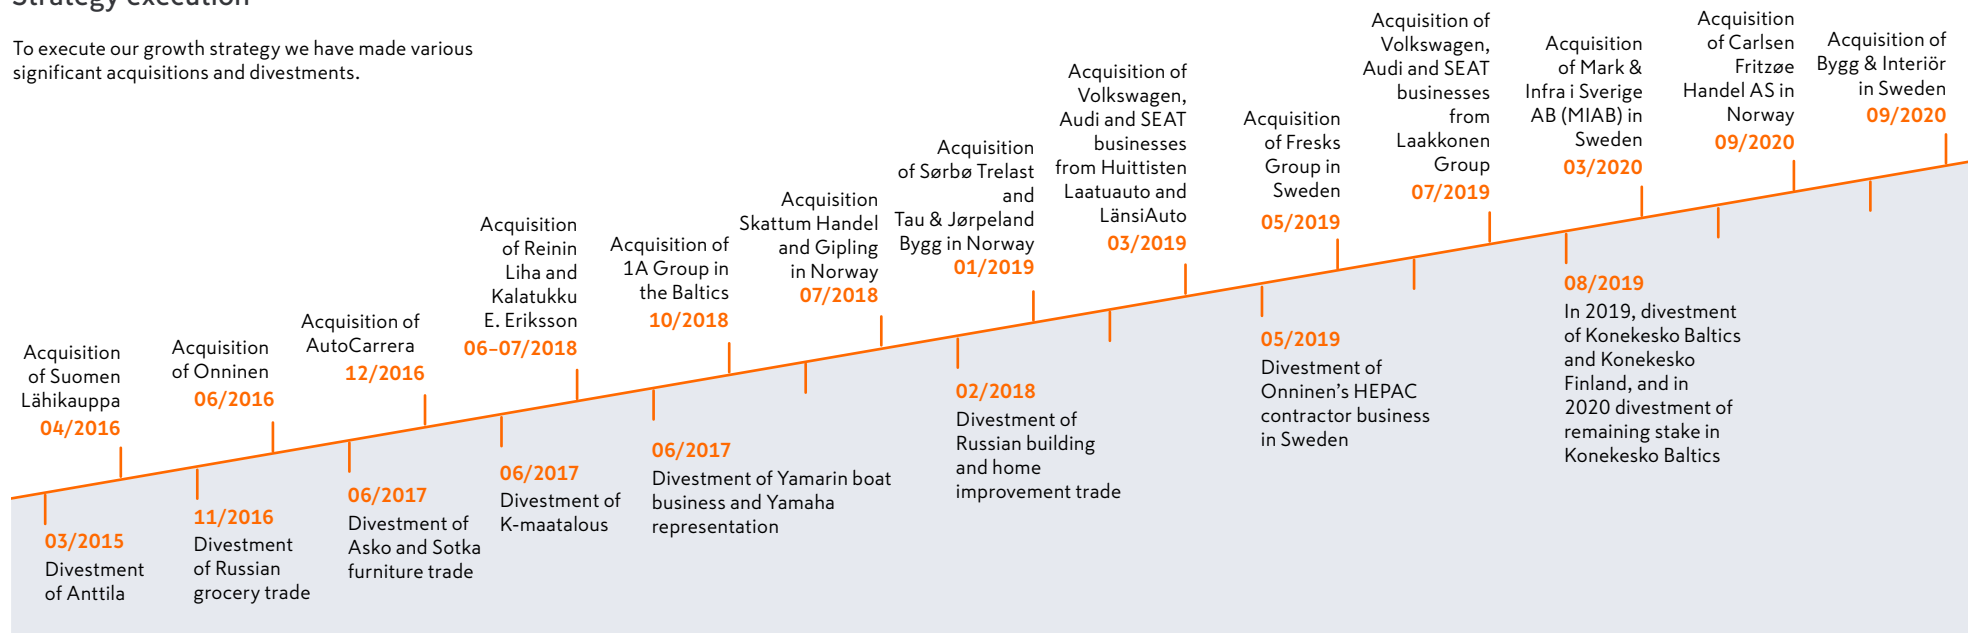 Strategy execution
To execute our growth strategy we have made various
significant acquisitions and divestments.
Acquisition
of Suomen
Lähikauppa
04/2016
Acquisition
of Onninen
06/2016
Acquisition of
AutoCarrera
12/2016
Acquisition
of Reinin
Liha and
Kalatukku
E. Eriksson
06–07/2018
Acquisition of
1A Group in
the Baltics
10/2018
Acquisition
Skattum Handel
and Gipling
in Norway
07/2018
Acquisition
of Sørbø Trelast
and
Tau & Jørpeland
Bygg in Norway
01/2019
Acquisition of
Volkswagen,
Audi and SEAT
businesses
from Huittisten
Laatuauto and
LänsiAuto
03/2019
Acquisition
of Fresks
Group in
Sweden
05/2019
Acquisition of
Volkswagen,
Audi and SEAT
businesses
from
Laakkonen
Group
07/2019
Acquisition
of Mark &
Infra i Sverige
AB (MIAB) in
Sweden
03/2020
Acquisition
of Carlsen
Fritzøe
Handel AS in
Norway
09/2020
Acquisition of
Bygg & Interiör
in Sweden
09/2020
03/2015
Divestment
of Anttila
11/2016
Divestment
of Russian
grocery trade
06/2017
Divestment of
Asko and Sotka
furniture trade
06/2017
Divestment of
K-maatalous
06/2017
Divestment of Yamarin boat
business and Yamaha
representation
02/2018
Divestment of
Russian building
and home
improvement trade
05/2019
Divestment of
Onninen’s HEPAC
contractor business
in Sweden
08/2019
In 2019, divestment
of Konekesko Baltics
and Konekesko
Finland, and in
2020 divestment of
remaining stake in
Konekesko Baltics